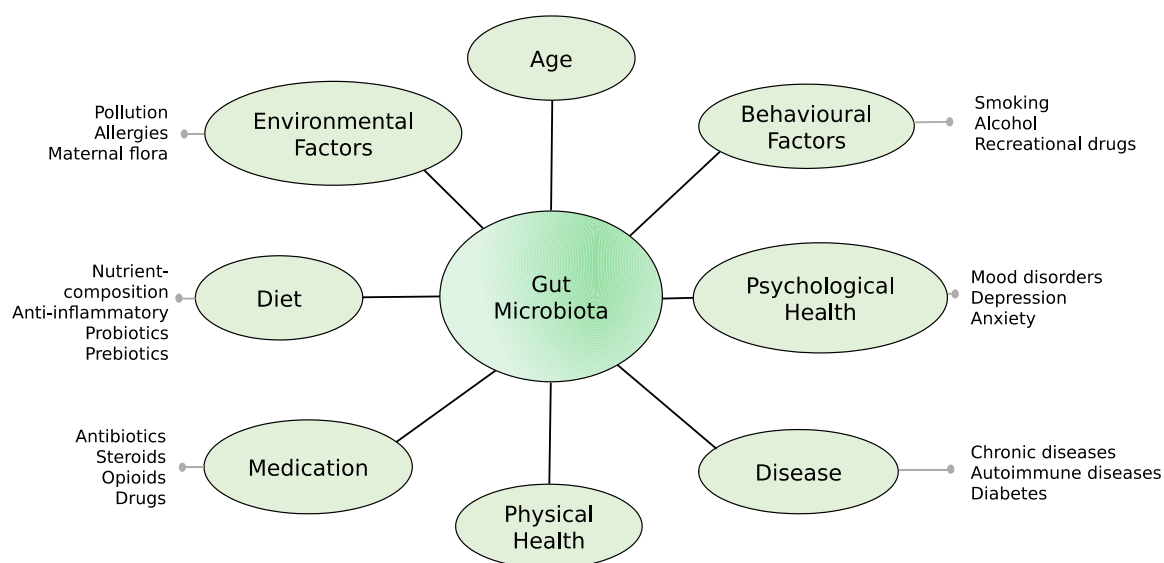 Age
Pollution
Allergies
Maternal flora
Environmental
Factors
Behavioural
Factors
Smoking
Alcohol
Recreational drugs
Nutrient-
composition
Anti-inflammatory
Probiotics
Prebiotics
Diet
Gut
Microbiota
Psychological
Health
Mood disorders
Depression
Anxiety
Antibiotics
Steroids
Opioids
Drugs
Medication
Physical
Health
Disease
Chronic diseases
Autoimmune diseases
Diabetes